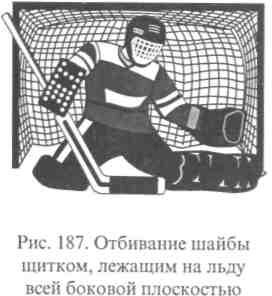 Рис. 187. Отбивание шайбы
щитком, лежащим на льду
всей боковой плоскостью